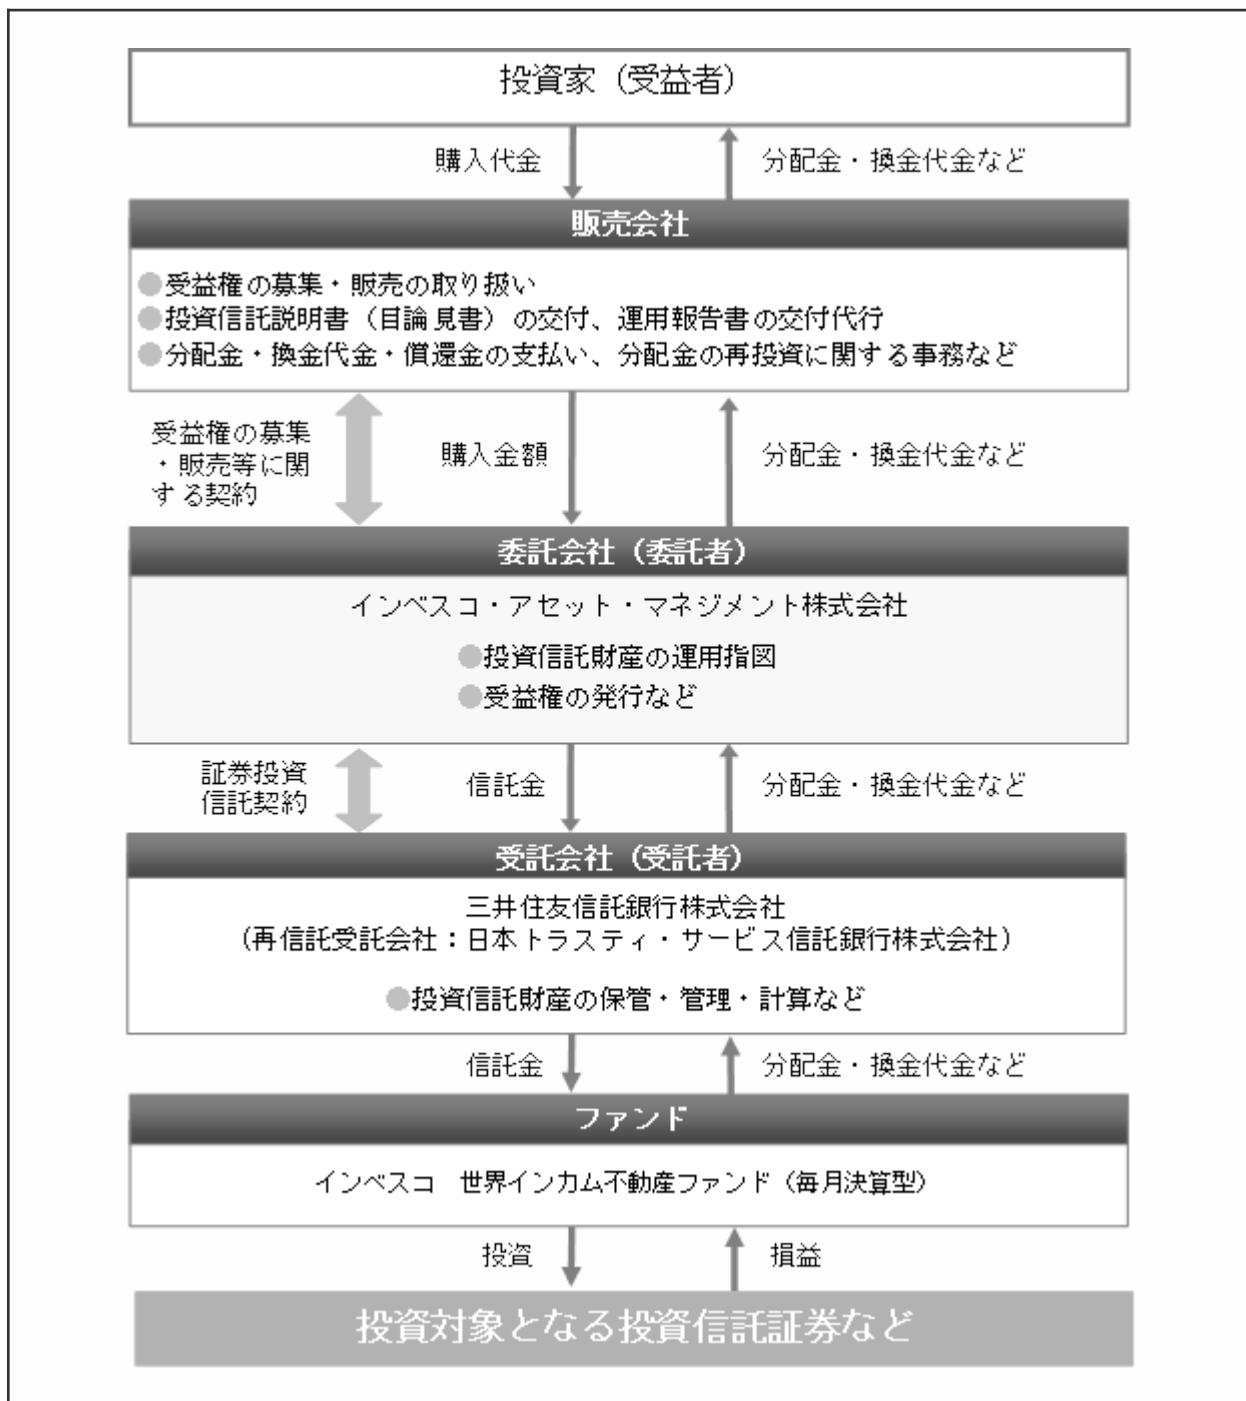 投資家（受益者）
購入代金
分配金・換金代金など
販売会社
●受益権の募集・販売の取り扱い
●投資信託説明書（目論見書）の交付、運用報告書の交付代行
●分配金・換金代金・償還金の支払い、分配金の再投資に関する事務など
受益権の募集
・販売等に関
する契約
購入金額
分配金・換金代金など
委託会社（委託者）
インベスコ・アセット・マネジメント株式会社
●投資信託財産の運用指図
●受益権の発行など
証券投資
信託契約
信託金
分配金・換金代金など
受託会社（受託者）
三井住友信託銀行株式会社
（再信託受託会社：日本トラスティ・サービス信託銀行株式会社）
●投資信託財産の保管・管理・計算など
信託金
分配金・換金代金など
ファンド
インベスコ　世界インカム不動産ファンド（毎月決算型）
投資
損益
投資対象となる投資信託証券など